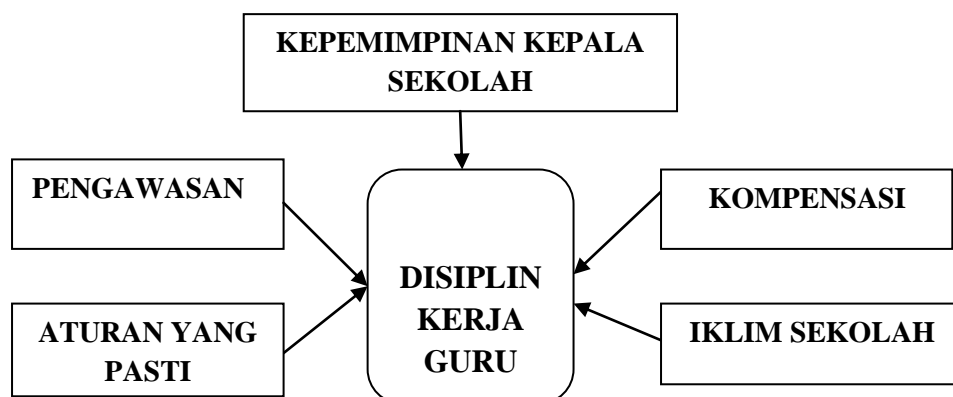 KEPEMIMPINAN KEPALA
SEKOLAH
PENGAWASAN
KOMPENSASI
DISIPLIN
KERJA
GURU
ATURAN YANG
PASTI
IKLIM SEKOLAH